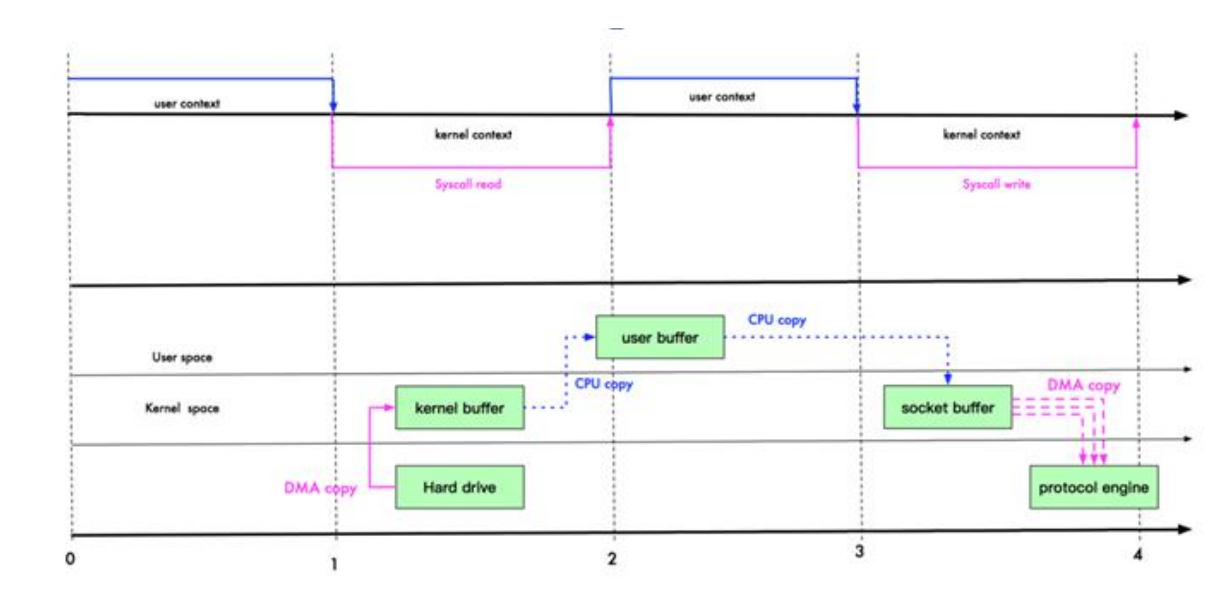 user context
user context
kernel context
kernel context
Syscall read
Syscall write
CPU copy
user buffer
User space
CPU copy
DMA copy
Kernel space
kernel buffer
socket buffer
DMA copy
Hard drive
protocol engine
0
1
2
3
4